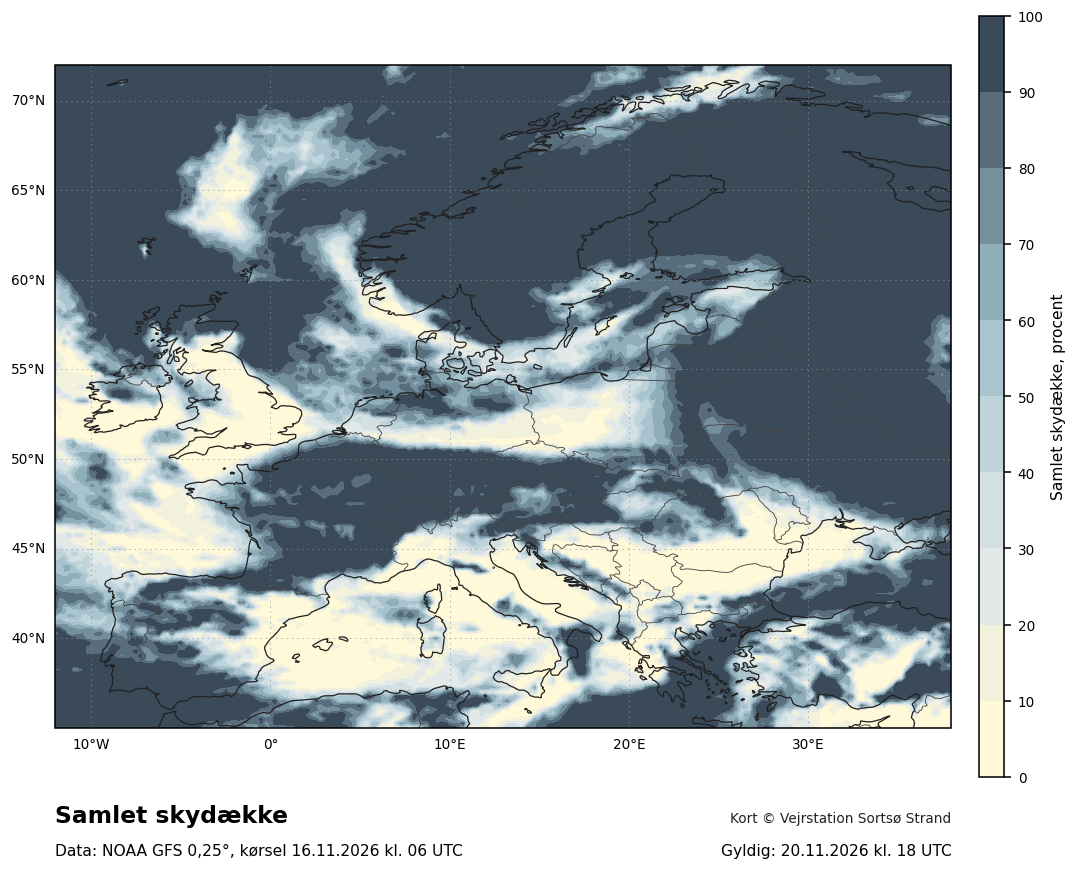 100
90
80
70
60
50
40
30
20
10
0
Samlet skydække, procent
70°N
65°N
60°N
55°N
50°N
45°N
40°N
10°W
0°
10°E
20°E
30°E
Samlet skydække
Kort © Vejrstation Sortsø Strand
Data: NOAA GFS 0,25°, kørsel 16.11.2026 kl. 06 UTC
Gyldig: 20.11.2026 kl. 18 UTC